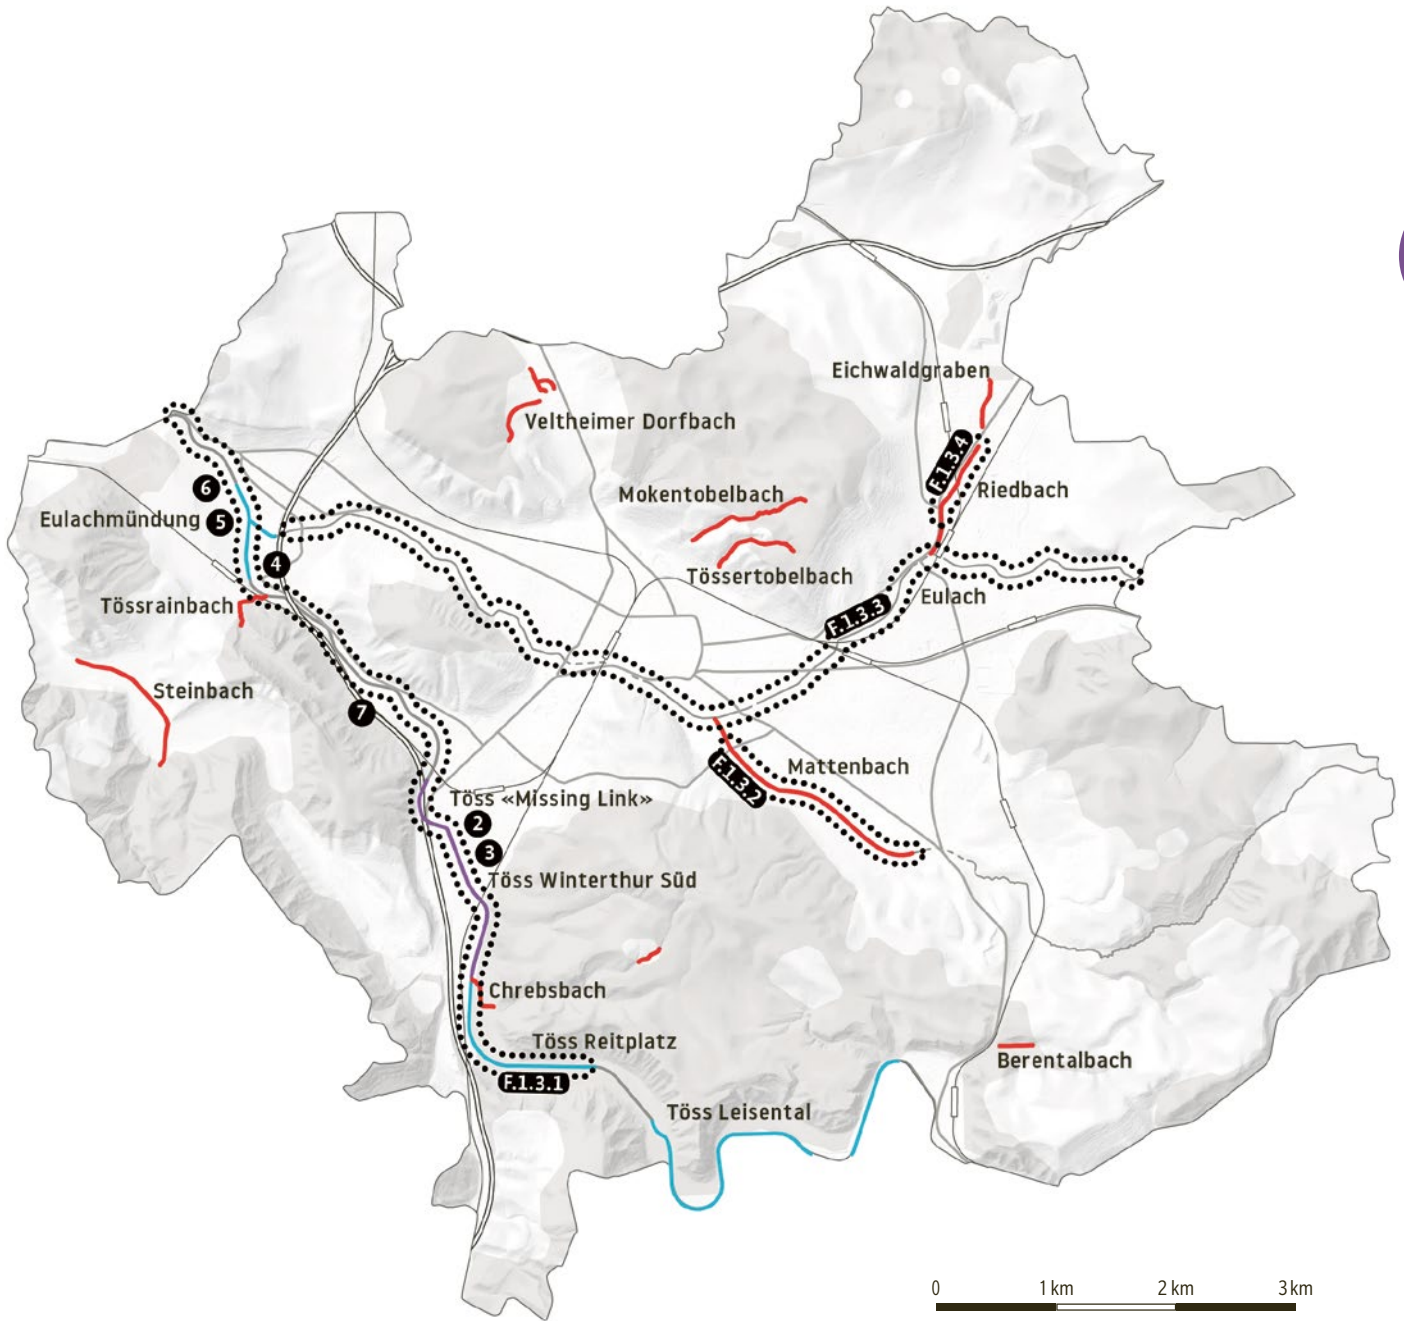 Eichwaldgraben
Veltheimer Dorfbach
F.1.3.4
6
Mokentobelbach
Riedbach
Eulachmündung
5
4
Tössertobelbach
Eulach
Tössrainbach
F.1.3.3
Steinbach
7
Mattenbach
F.1.3.2
Töss «Missing Link»
2
3
Töss Winterthur Süd
Chrebsbach
Töss Reitplatz
Berentalbach
F.1.3.1
Töss Leisental
0 1 km 2 km 3 km